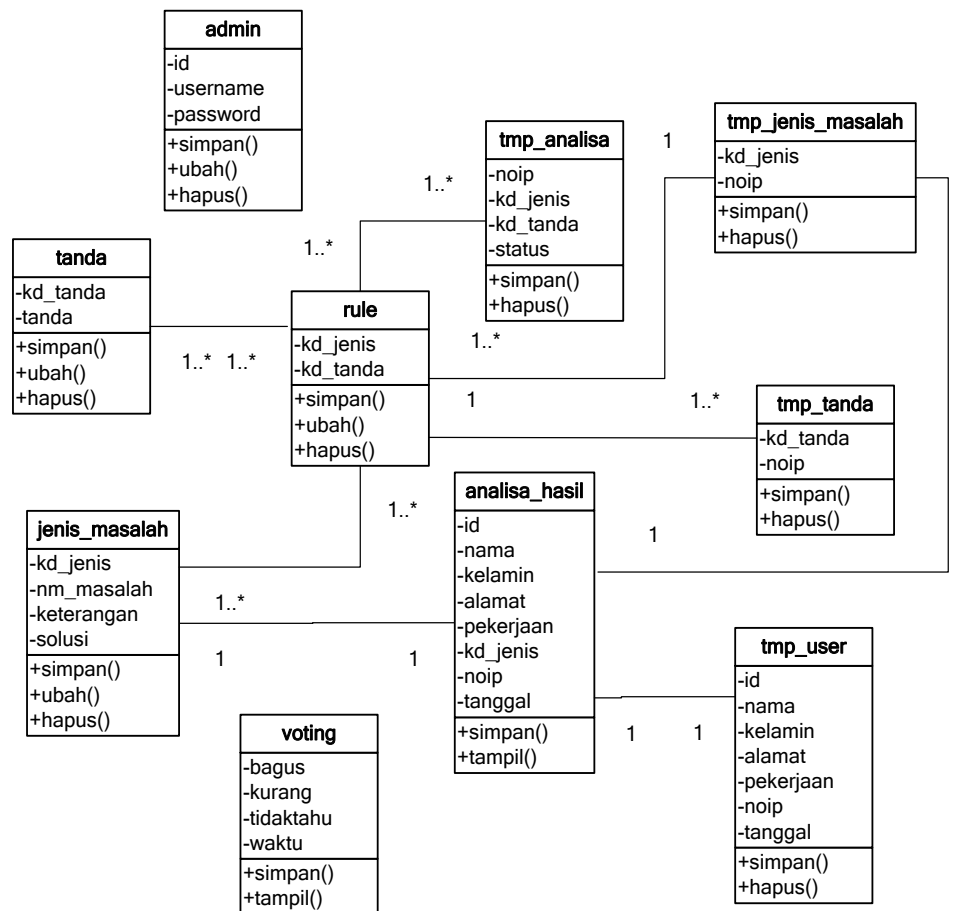 admin
-id
-username
-password
+simpan()
+ubah()
+hapus()
tmp_analisa
-noip
-kd_jenis
-kd_tanda
-status
+simpan()
+hapus()
tmp_jenis_masalah
-kd_jenis
-noip
+simpan()
+hapus()
1
1..*
1..*
tanda
-kd_tanda
-tanda
+simpan()
+ubah()
+hapus()
1..* 1..*
rule
-kd_jenis
-kd_tanda
+simpan()
+ubah()
+hapus()
1..*
1
1..*
tmp_tanda
-kd_tanda
-noip
+simpan()
+hapus()
1..*
jenis_masalah
-kd_jenis
-nm_masalah
-keterangan
-solusi
+simpan()
+ubah()
+hapus()
1..*
1
1
analisa_hasil
-id
-nama
-kelamin
-alamat
-pekerjaan
-kd_jenis
-noip
-tanggal
+simpan()
+tampil()
1
1
1
tmp_user
-id
-nama
-kelamin
-alamat
-pekerjaan
-noip
-tanggal
+simpan()
+hapus()
voting
-bagus
-kurang
-tidaktahu
-waktu
+simpan()
+tampil()